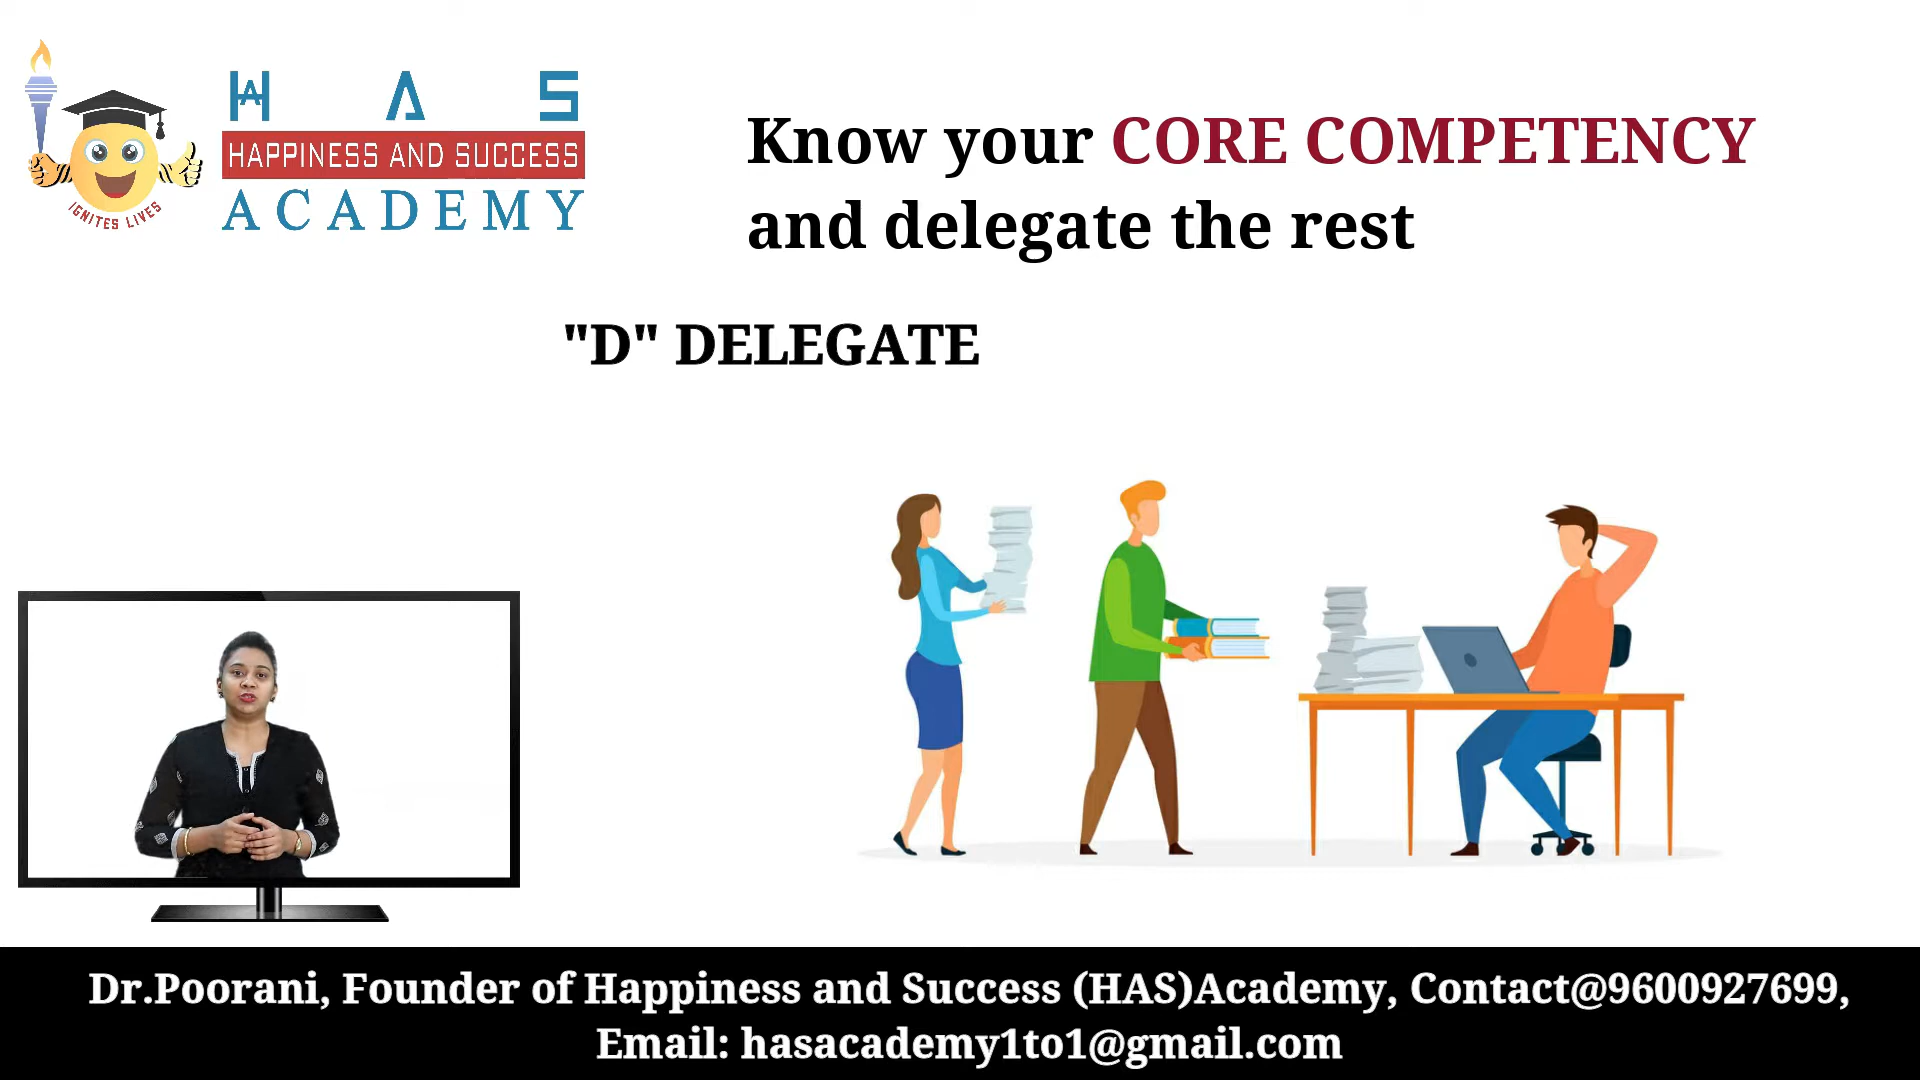 H A S
HAPPINESS AND SUCCESS
ACADEMY
IGNITES LIVES
Know your CORE COMPETENCY
and delegate the rest
"D" DELEGATE
Dr.Poorani, Founder of Happiness and Success (HAS)Academy, Contact@9600927699,
Email: hasacademy1to1@gmail.com